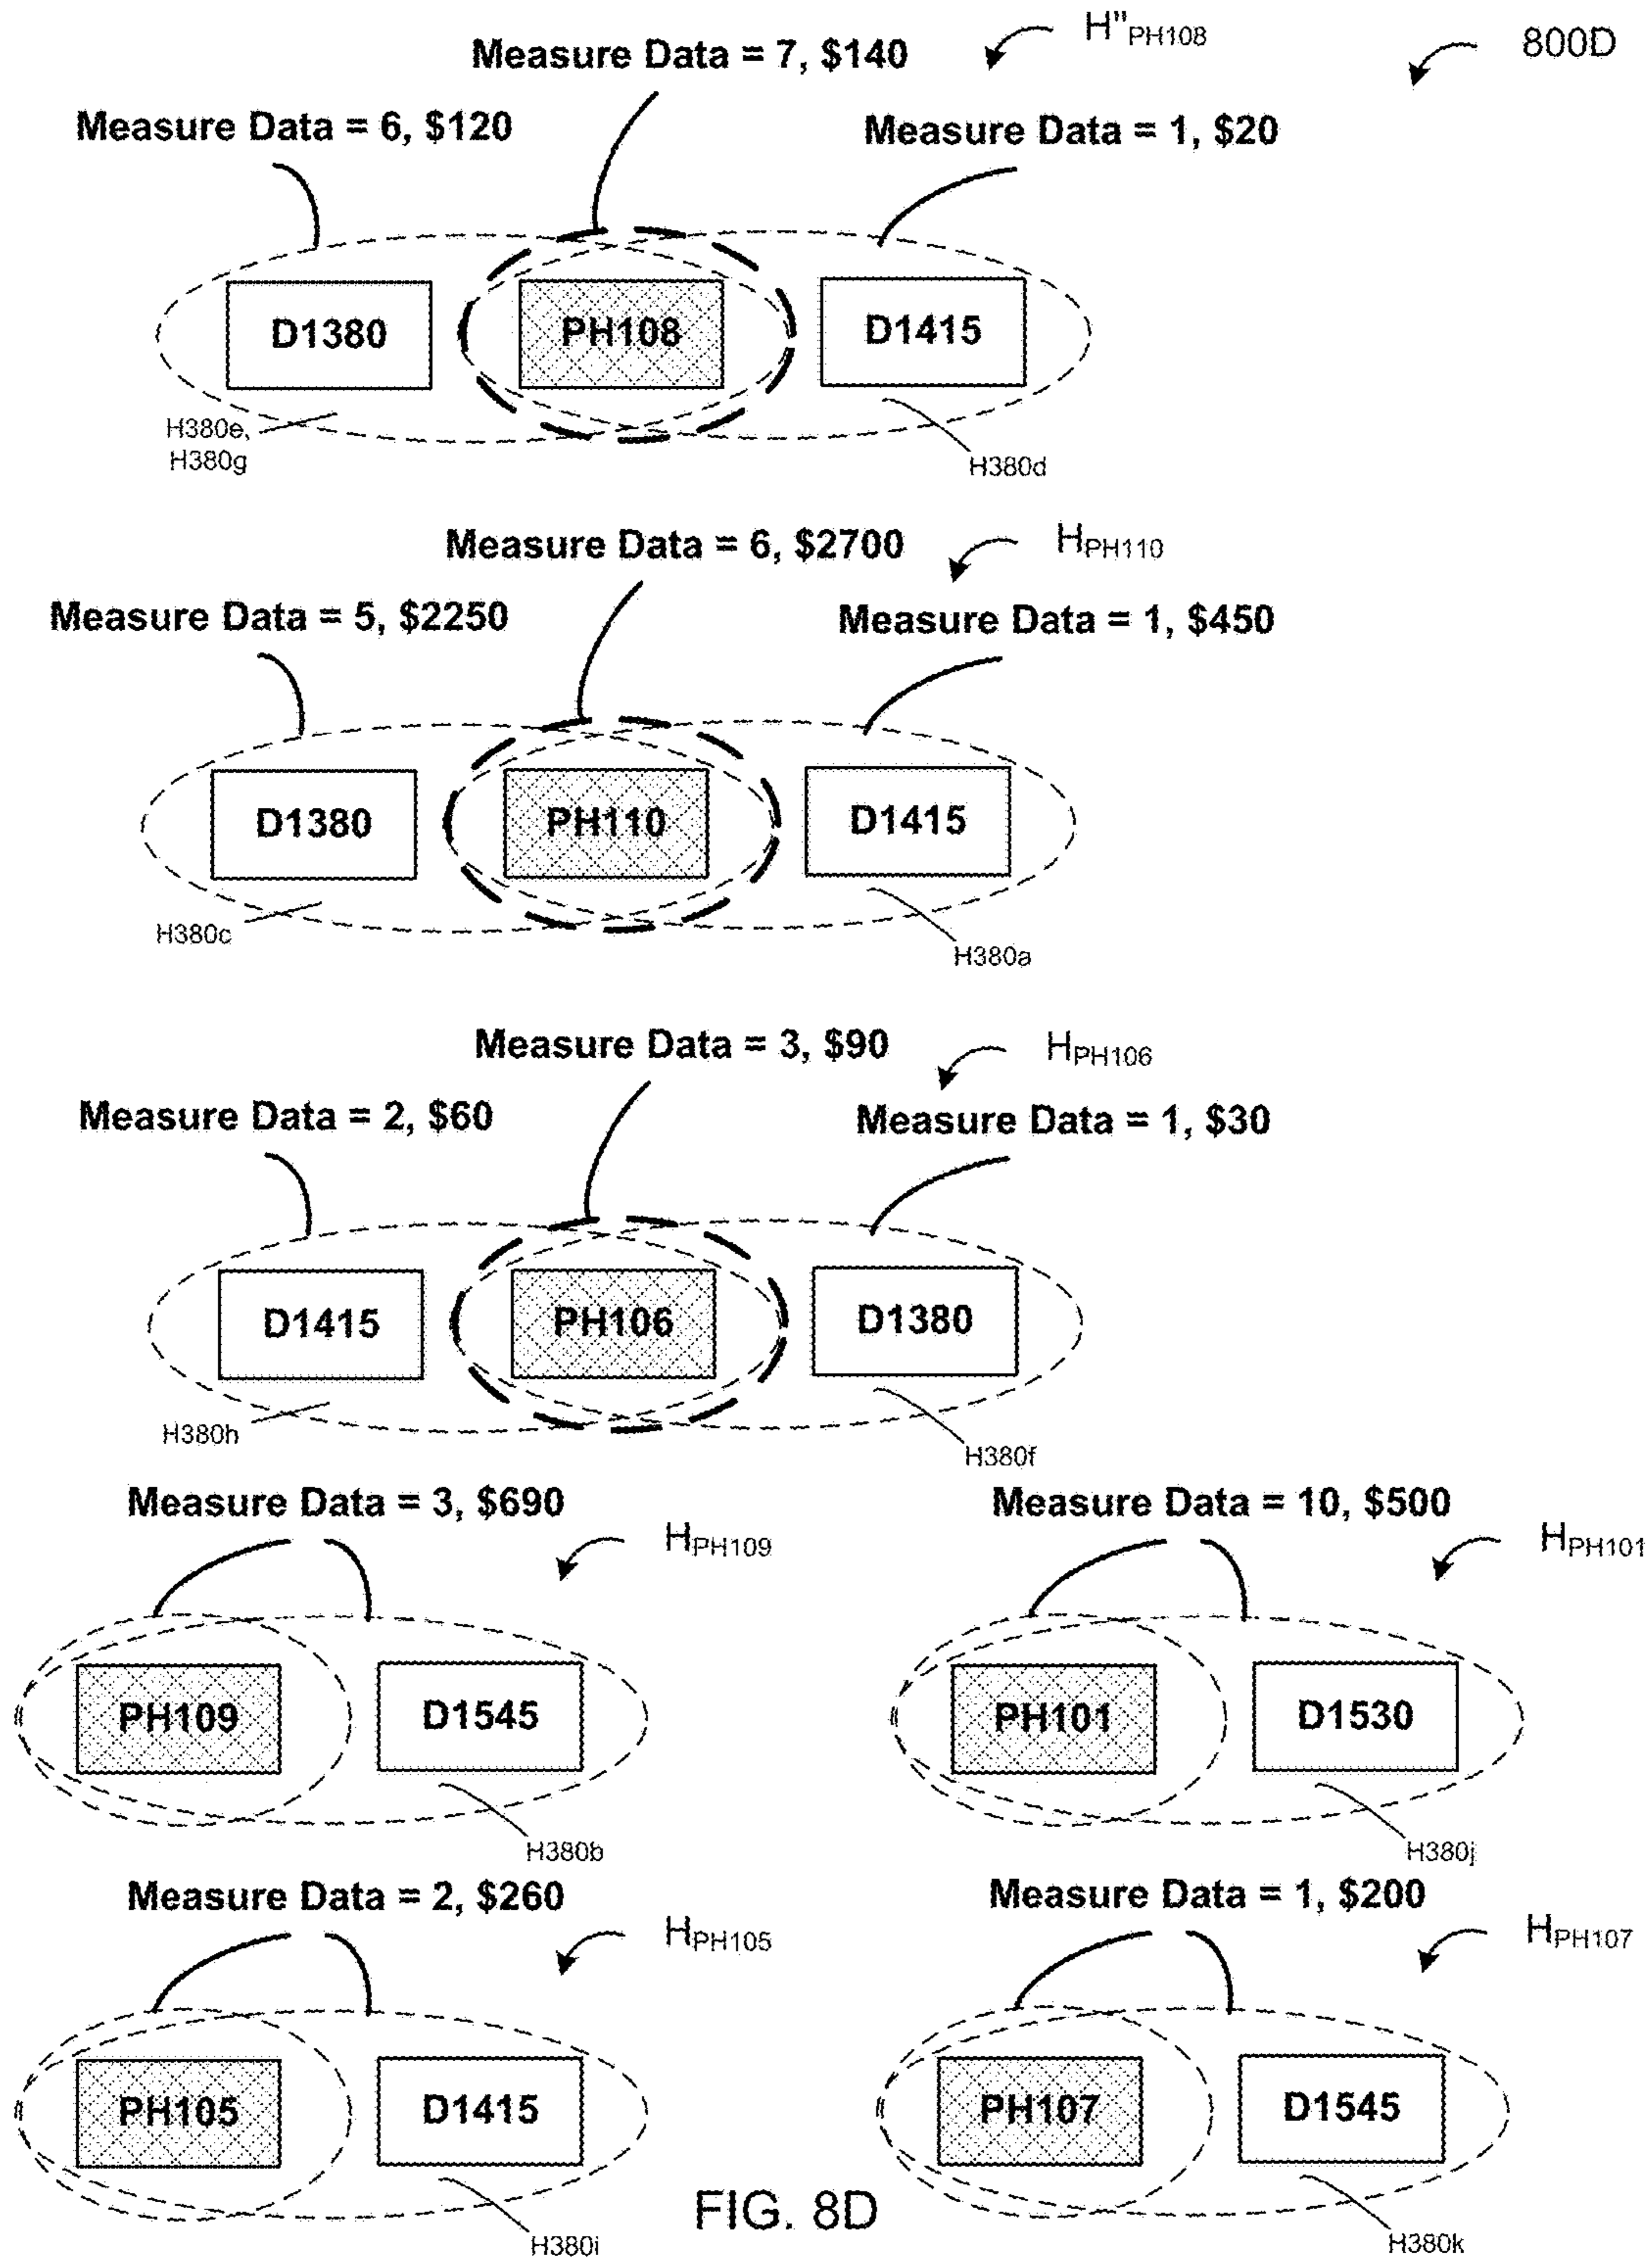 H"PH108
800D
Measure Data = 7, $140
Measure Data = 6, $120
Measure Data = 1, $20
D1380
PH108
D1415
H380e,
H380g
H380d
Measure Data = 6, $2700
HPH110
Measure Data = 5, $2250
Measure Data = 1, $450
D1380
PH110
D1415
H380c
H380a
Measure Data = 3, $90
HPH106
Measure Data = 2, $60
Measure Data = 1, $30
D1415
PH106
D1380
H380h
H380f
Measure Data = 3, $690
HPH109
Measure Data = 10, $500
HPH101
PH109
D1545
PH101
D1530
H380b
H380j
Measure Data = 2, $260
HPH105
Measure Data = 1, $200
HPH107
PH105
D1415
PH107
D1545
FIG. 8D
H380i
H380k